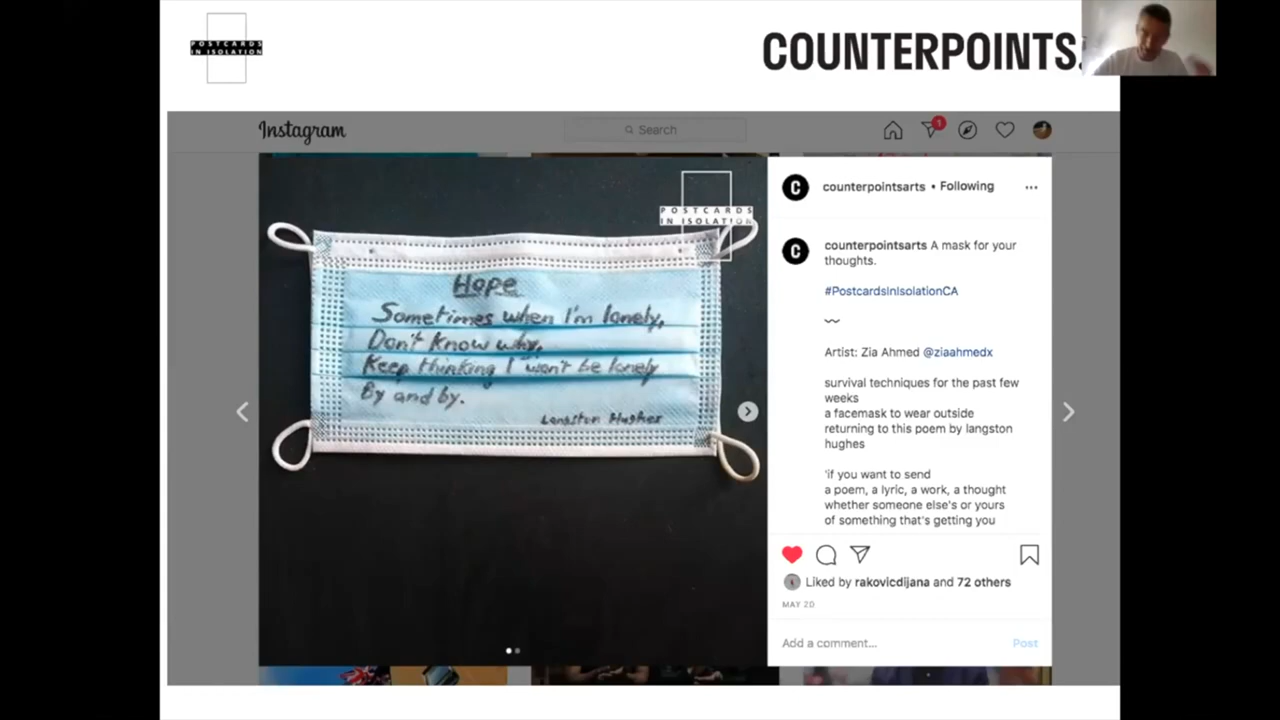 POSTCARDS
IN ISOLATION
COUNTERPOINTS.
Instagram
Search
1
POSTCARDS
IN ISOLATION
Hope
Sometimes when I'm lonely,
Don't know why,
Keep thinking I won't be lonely
By and by.
Langston Hughes
counterpointsarts • Following
counterpointsarts A mask for your
thoughts.
#PostcardsInIsolationCA
Artist: Zia Ahmed @ziaahmedx
survival techniques for the past few
weeks
a facemask to wear outside
returning to this poem by langston
hughes
'if you want to send
a poem, a lyric, a work, a thought
whether someone else's or yours
of something that's getting you
Liked by rakovicdijana and 72 others
MAY 20
Add a comment...
Post